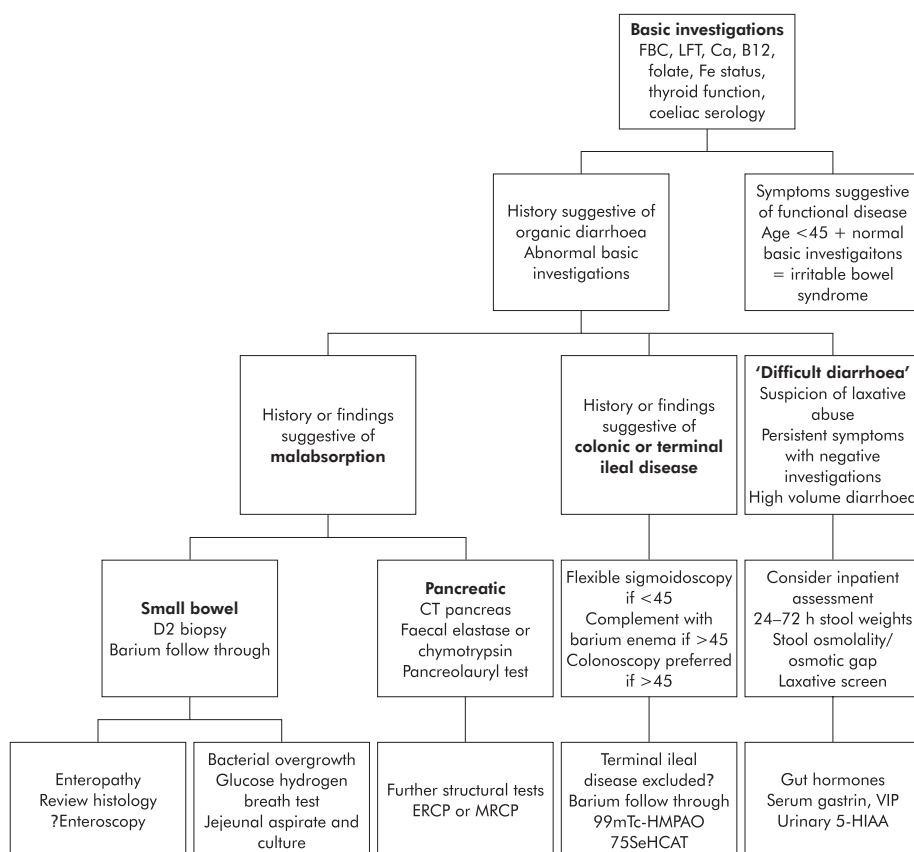 Basic investigations
FBC, LFT, Ca, B12,
folate, Fe status,
thyroid function,
coeliac serology
History suggestive of
organic diarrhoea
Abnormal basic
investigations
Symptoms suggestive
of functional disease
Age <45 + normal
basic investigaitons
= irritable bowel
syndrome
History or findings
suggestive of
malabsorption
History or findings
suggestive of
colonic or terminal
ileal disease
'Difficult diarrhoea'
Suspicion of laxative
abuse
Persistent symptoms
with negative
investigations
High volume diarrhoea
Small bowel
D2 biopsy
Barium follow through
Pancreatic
CT pancreas
Faecal elastase or
chymotrypsin
Pancreolauryl test
Flexible sigmoidoscopy
if <45
Complement with
barium enema if >45
Colonoscopy preferred
if >45
Consider inpatient
assessment
24–72 h stool weights
Stool osmolality/
osmotic gap
Laxative screen
Enteropathy
Review histology
?Enteroscopy
Bacterial overgrowth
Glucose hydrogen
breath test
Jejeunal aspirate and
culture
Further structural tests
ERCP or MRCP
Terminal ileal
disease excluded?
Barium follow through
99mTc-HMPAO
75SeHCAT
Gut hormones
Serum gastrin, VIP
Urinary 5-HIAA